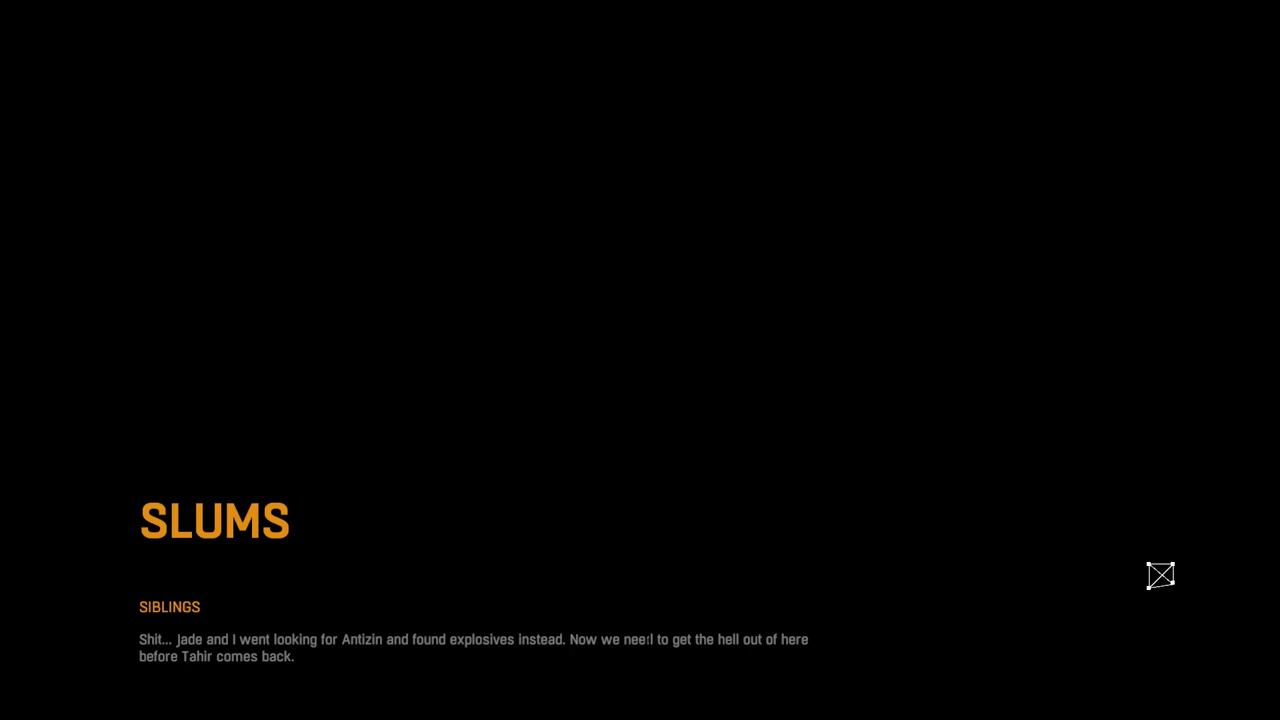 SLUMS
SIBLINGS
Shit... Jade and I went looking for Antizin and found explosives instead. Now we need to get the hell out of here
before Tahir comes back.